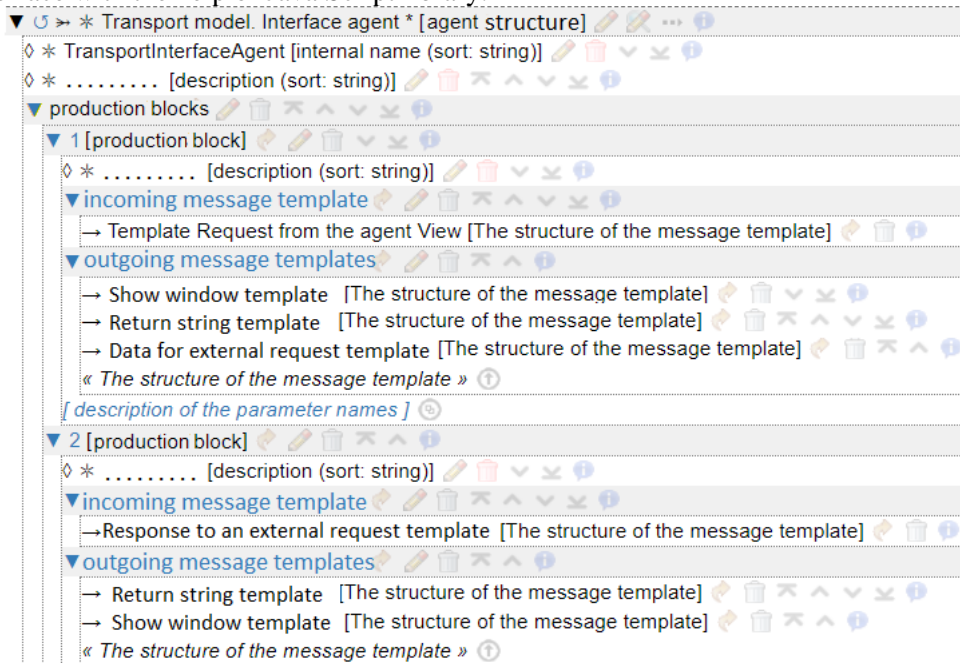 ▼ ↺ ➳ ✳ Transport model. Interface agent * [agent structure] ••• i
◊ ✳ TransportInterfaceAgent [internal name (sort: string)]
◊ ✳ ......... [description (sort: string)]
▼ production blocks
▼ 1 [production block]
◊ ✳ ......... [description (sort: string)]
▼ incoming message template
→ Template Request from the agent View [The structure of the message template]
▼ outgoing message templates
→ Show window template [The structure of the message template]
→ Return string template [The structure of the message template]
→ Data for external request template [The structure of the message template]
« The structure of the message template »
[ description of the parameter names ]
▼ 2 [production block]
◊ ✳ ......... [description (sort: string)]
▼ incoming message template
→Response to an external request template [The structure of the message template]
▼ outgoing message templates
→ Return string template [The structure of the message template]
→ Show window template [The structure of the message template]
« The structure of the message template »